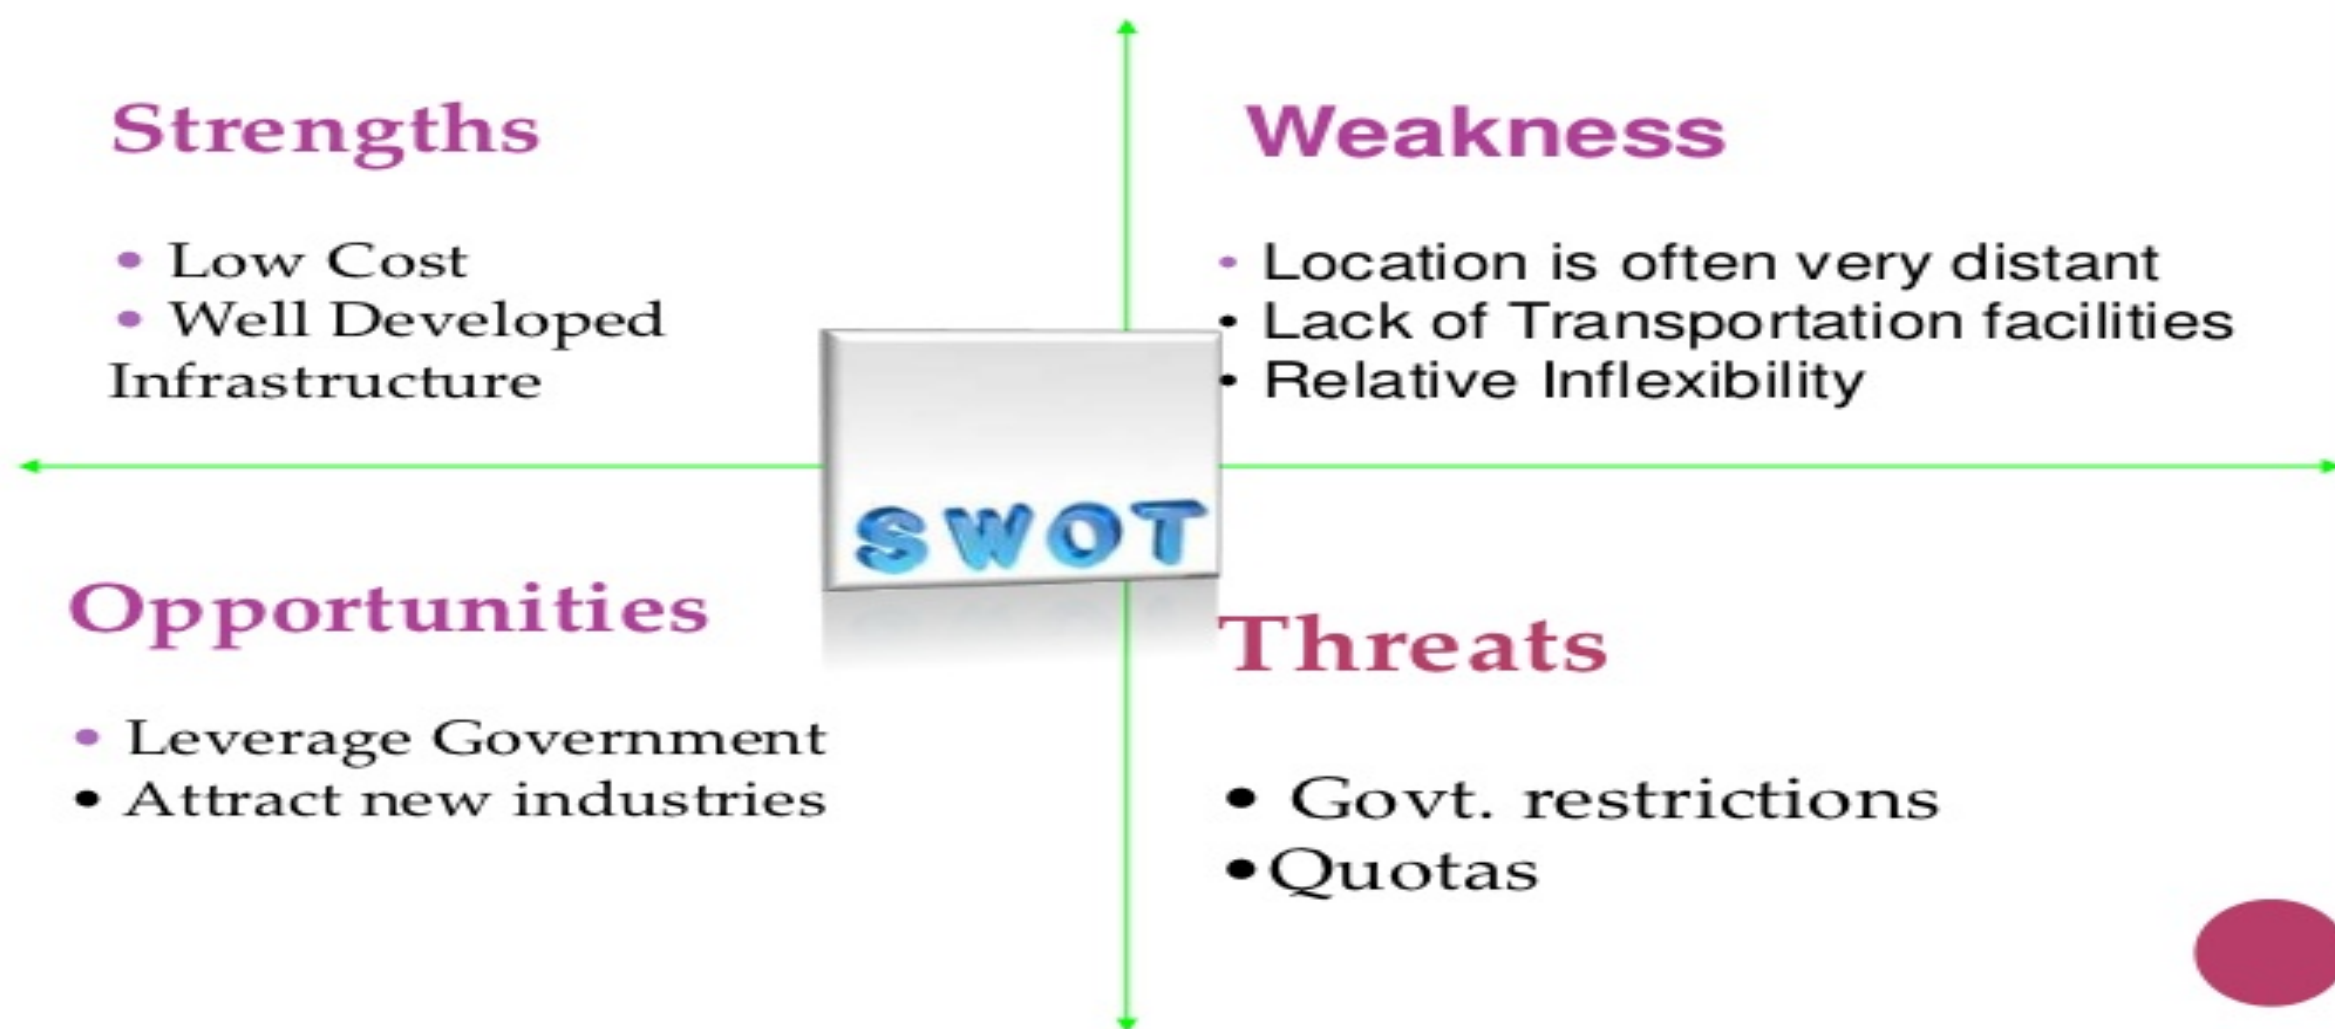 Strengths
• Low Cost
• Well Developed
Infrastructure
Weakness
• Location is often very distant
• Lack of Transportation facilities
• Relative Inflexibility
SWOT
Opportunities
• Leverage Government
• Attract new industries
Threats
• Govt. restrictions
•Quotas